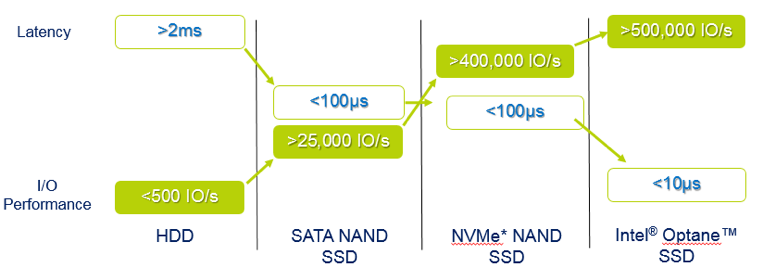 Latency
>2ms
<100µs
>400,000 IO/s
<100µs
>500,000 IO/s
>25,000 IO/s
I/O
Performance
<500 IO/s
<10µs
HDD
SATA NAND
SSD
NVMe* NAND
SSD
Intel® Optane™
SSD